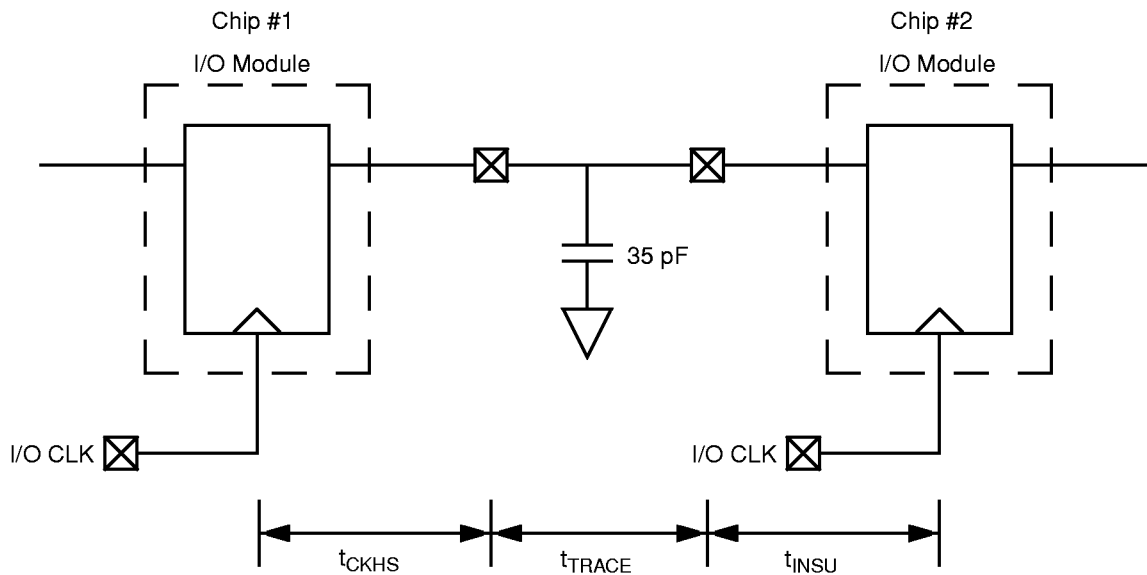 Chip #1
I/O Module
Chip #2
I/O Module
35 pF
I/O CLK
I/O CLK
tCKHS
tTRACE
tINSU